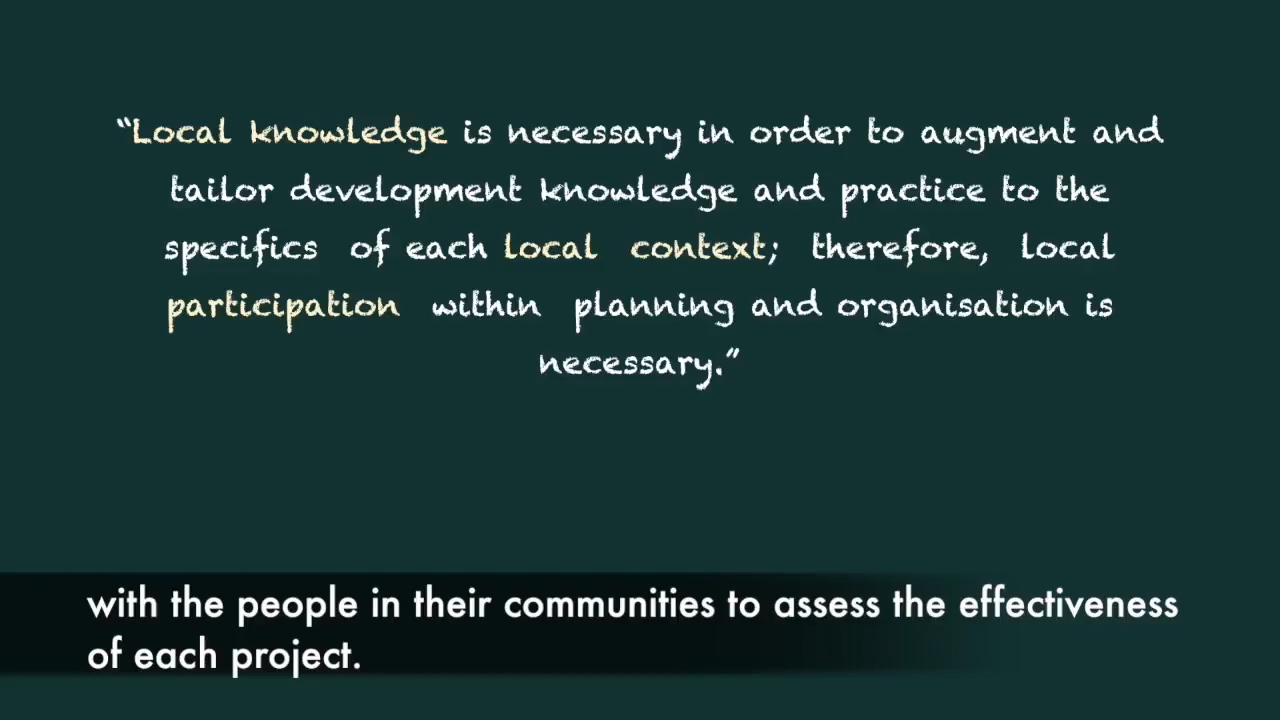 “Local knowledge is necessary in order to augment and
tailor development knowledge and practice to the
specifics of each local context; therefore, local
participation within planning and organisation is
necessary.”
with the people in their communities to assess the effectiveness
of each project.